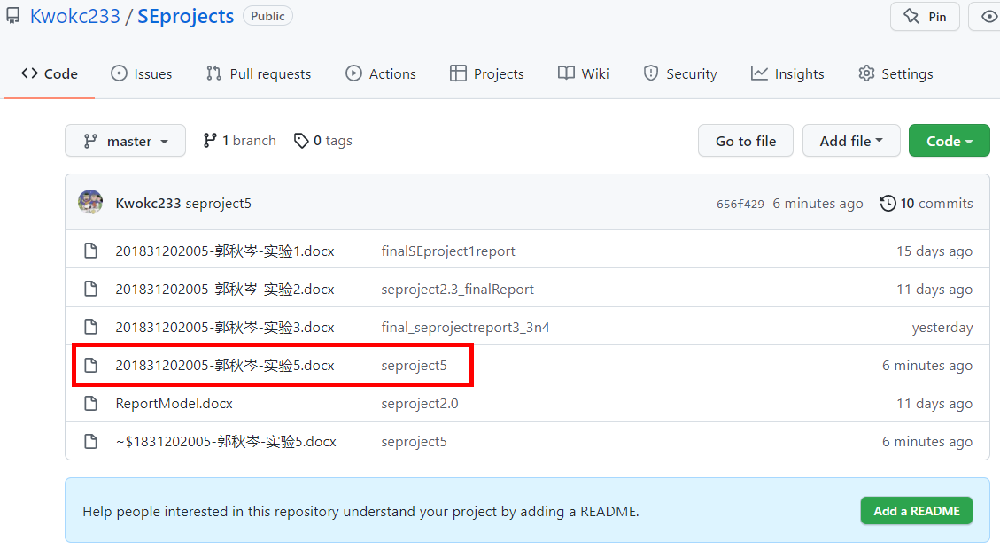 Kwokc233 / SEprojects Public Pin
Code Issues Pull requests Actions Projects Wiki Security Insights Settings
master 1 branch 0 tags Go to file Add file Code
Kwokc233 seproject5 656f429 6 minutes ago 10 commits
201831202005-郭秋岑-实验1.docx finalSEproject1report 15 days ago
201831202005-郭秋岑-实验2.docx seproject2.3_finalReport 11 days ago
201831202005-郭秋岑-实验3.docx final_seprojectreport3_3n4 yesterday
201831202005-郭秋岑-实验5.docx seproject5 6 minutes ago
ReportModel.docx seproject2.0 11 days ago
~$1831202005-郭秋岑-实验5.docx seproject5 6 minutes ago
Help people interested in this repository understand your project by adding a README. Add a README